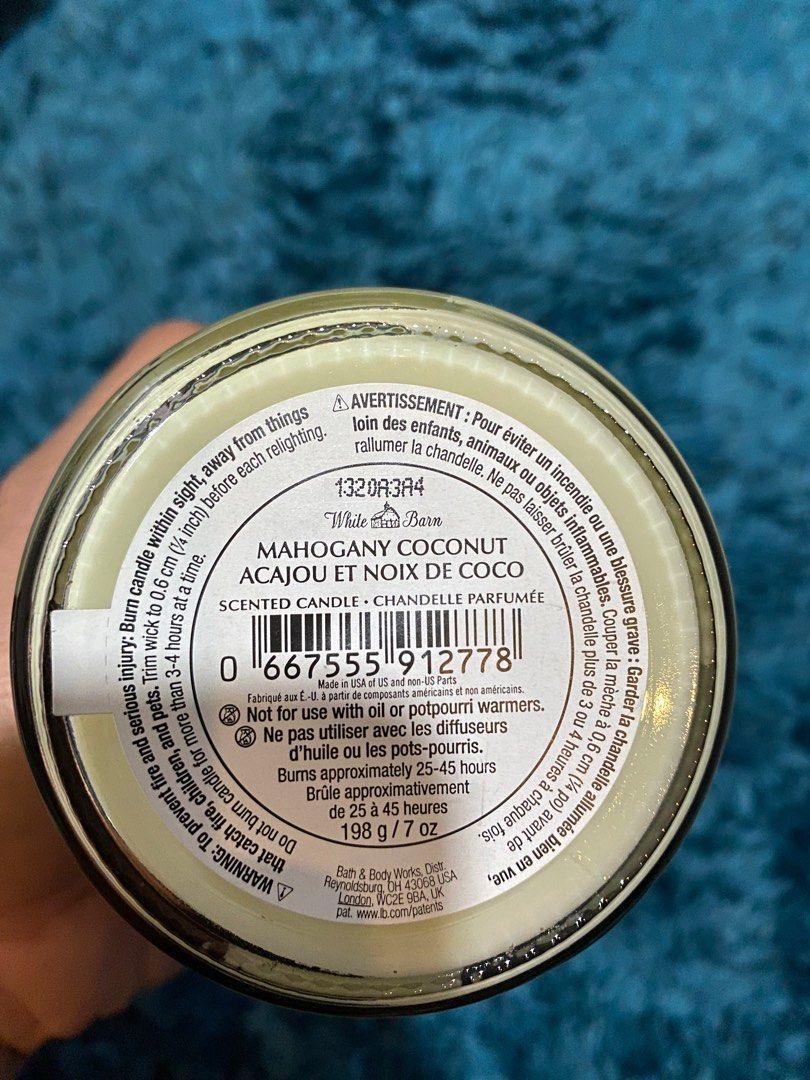 ⚠ WARNING: To prevent fire and serious injury: Burn candle within sight, away from things
that catch fire, children, and pets. Trim wick to 0.6 cm (¼ inch) before each relighting.
Do not burn candle for more than 3-4 hours at a time.
⚠ AVERTISSEMENT : Pour éviter un incendie ou une blessure grave : Garder la chandelle allumée bien en vue,
loin des enfants, animaux ou objets inflammables. Couper la mèche à 0,6 cm (¼ po) avant de
rallumer la chandelle. Ne pas laisser brûler la chandelle plus de 3 ou 4 heures à chaque fois.
1320A3A4
White Barn
MAHOGANY COCONUT
ACAJOU ET NOIX DE COCO
SCENTED CANDLE • CHANDELLE PARFUMÉE
0 667555 912778
Made in USA of US and non-US Parts
Fabriqué aux É.-U. à partir de composants américains et non américains.
Not for use with oil or potpourri warmers.
Ne pas utiliser avec les diffuseurs
d'huile ou les pots-pourris.
Burns approximately 25-45 hours
Brûle approximativement
de 25 à 45 heures
198 g / 7 oz
Bath & Body Works, Distr.
Reynoldsburg, OH 43068 USA
London, WC2E 9BA, UK
pat. www.lb.com/patents